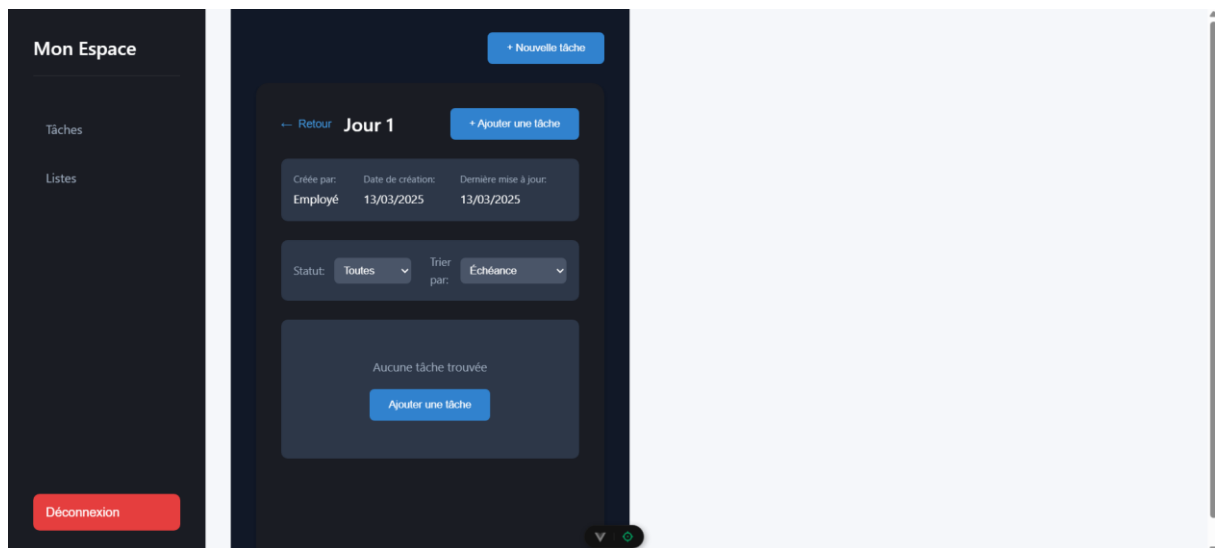 Mon Espace
Tâches
Listes
Déconnexion
+ Nouvelle tâche
← Retour Jour 1 + Ajouter une tâche
Créée par: Date de création: Dernière mise à jour:
Employé 13/03/2025 13/03/2025
Statut: Toutes Trier par: Échéance
Aucune tâche trouvée
Ajouter une tâche